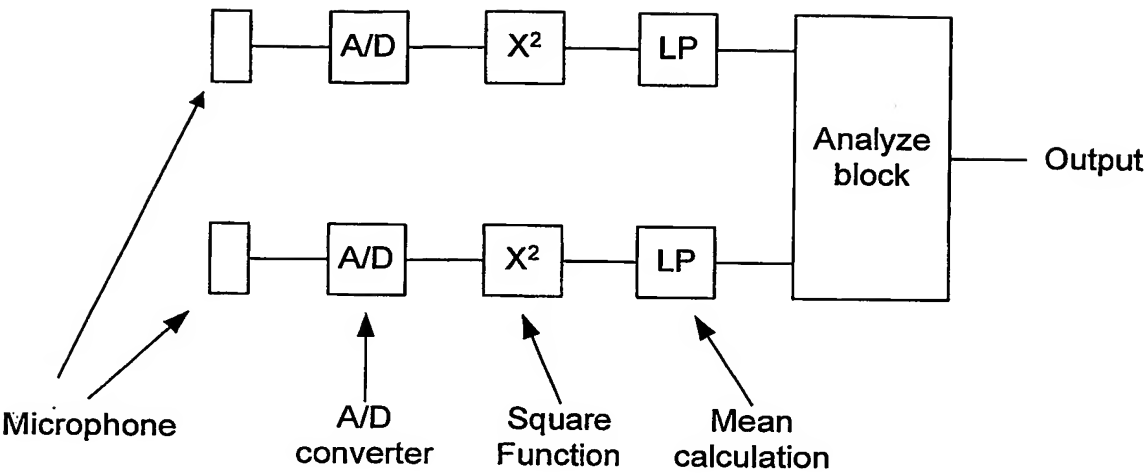 A/D
X²
LP
Analyze
block
Output
A/D
X²
LP
Microphone
A/D
converter
Square
Function
Mean
calculation